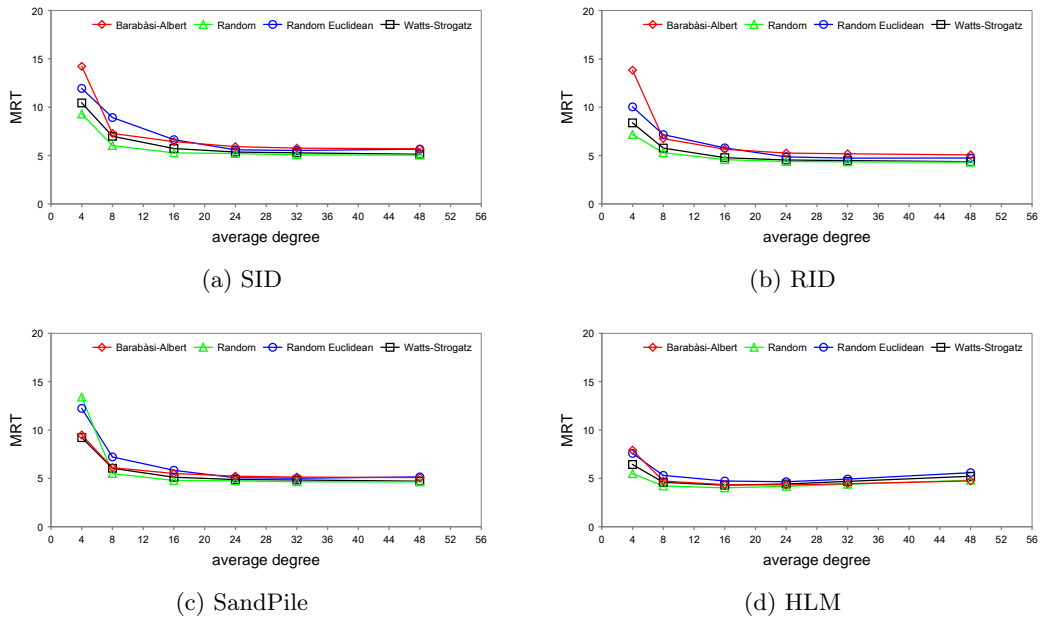 20
15
10
5
0
MRT
Barabàsi-Albert Random Random Euclidean Watts-Strogatz
0 4 8 12 16 20 24 28 32 36 40 44 48 52 56
average degree
(a) SID
20
15
10
5
0
MRT
Barabàsi-Albert Random Random Euclidean Watts-Strogatz
0 4 8 12 16 20 24 28 32 36 40 44 48 52 56
average degree
(b) RID
20
15
10
5
0
MRT
Barabàsi-Albert Random Random Euclidean Watts-Strogatz
0 4 8 12 16 20 24 28 32 36 40 44 48 52 56
average degree
(c) SandPile
20
15
10
5
0
MRT
Barabàsi-Albert Random Random Euclidean Watts-Strogatz
0 4 8 12 16 20 24 28 32 36 40 44 48 52 56
average degree
(d) HLM